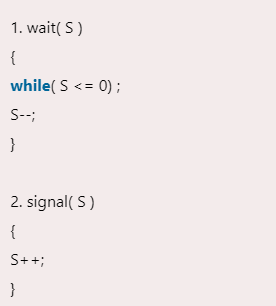 1. wait( S )
{
while( S <= 0) ;
S--;
}
2. signal( S )
{
S++;
}